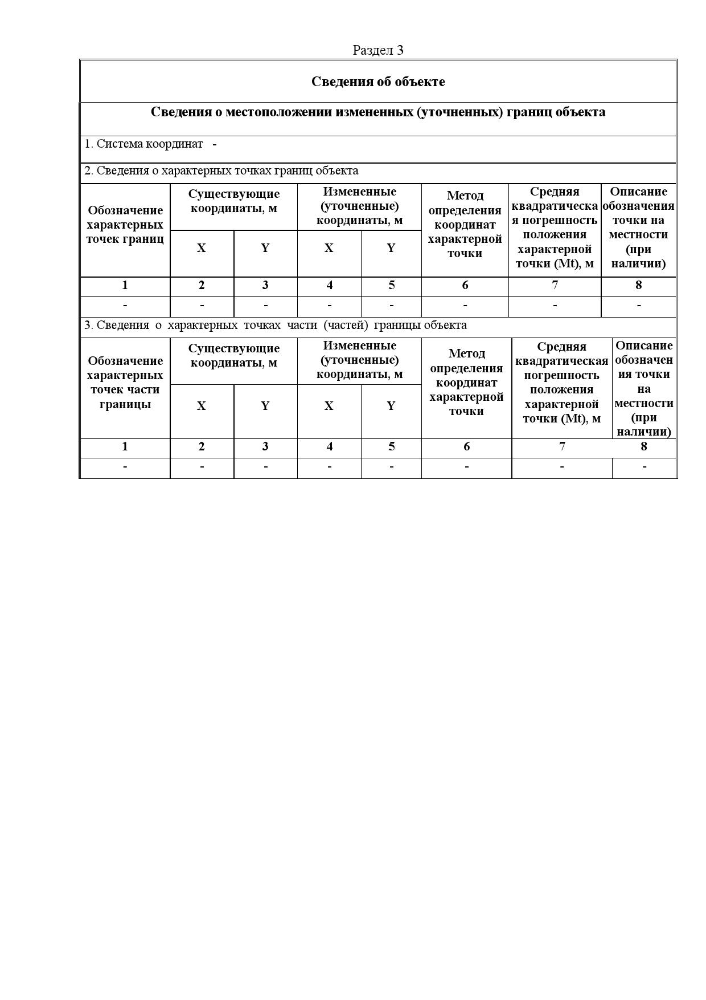 Раздел 3
Сведения об объекте
Сведения о местоположении измененных (уточненных) границ объекта
1. Система координат -
2. Сведения о характерных точках границ объекта
Обозначение
характерных
точек границ
Существующие
координаты, м
Измененные
(уточненные)
координаты, м
Метод
определения
координат
характерной
точки
Средняя
квадратическа
я погрешность
положения
характерной
точки (Mt), м
Описание
обозначения
точки на
местности
(при
наличии)
X Y X Y
1 2 3 4 5 6 7 8
- - - - - - - -
3. Сведения о характерных точках части (частей) границы объекта
Обозначение
характерных
точек части
границы
Существующие
координаты, м
Измененные
(уточненные)
координаты, м
Метод
определения
координат
характерной
точки
Средняя
квадратическая
погрешность
положения
характерной
точки (Mt), м
Описание
обозначен
ия точки
на
местности
(при
наличии)
X Y X Y
1 2 3 4 5 6 7 8
- - - - - - - -